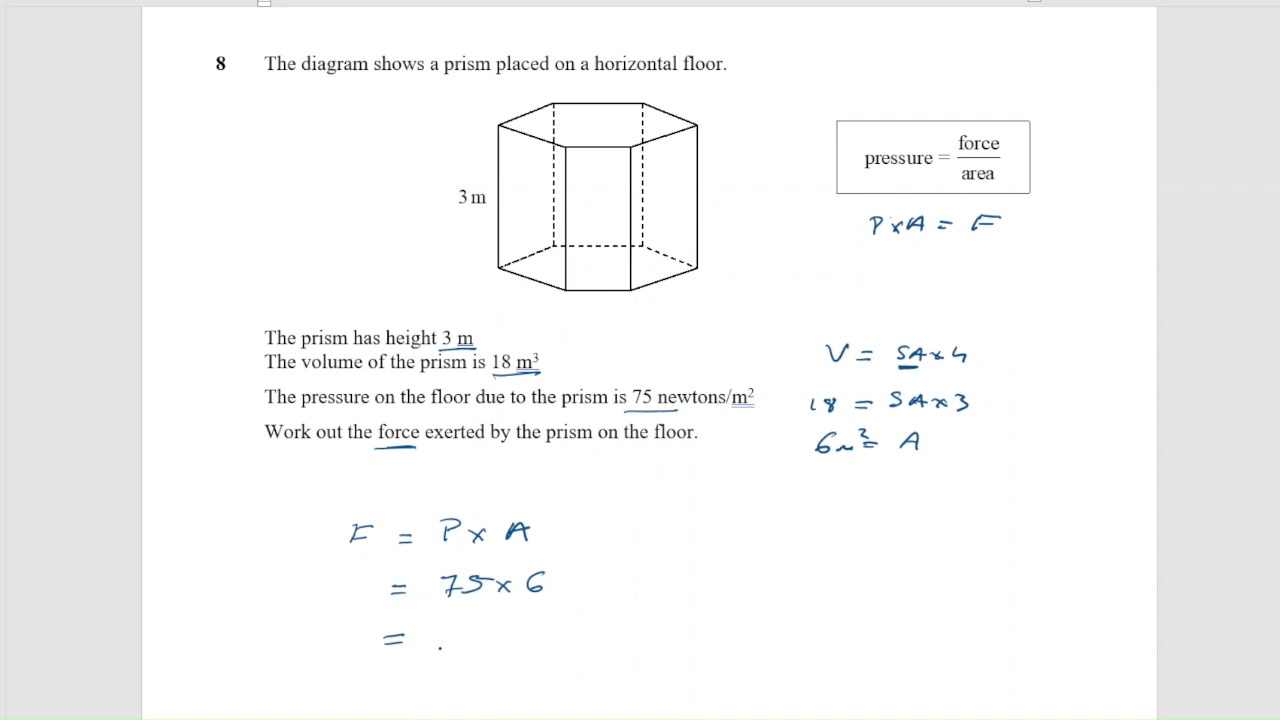 8 The diagram shows a prism placed on a horizontal floor.
pressure = force / area
3 m
P x A = F
The prism has height 3 m
The volume of the prism is 18 m³
The pressure on the floor due to the prism is 75 newtons/m²
Work out the force exerted by the prism on the floor.
V = SA x h
18 = SA x 3
6m² = A
F = P x A
= 75 x 6
= .